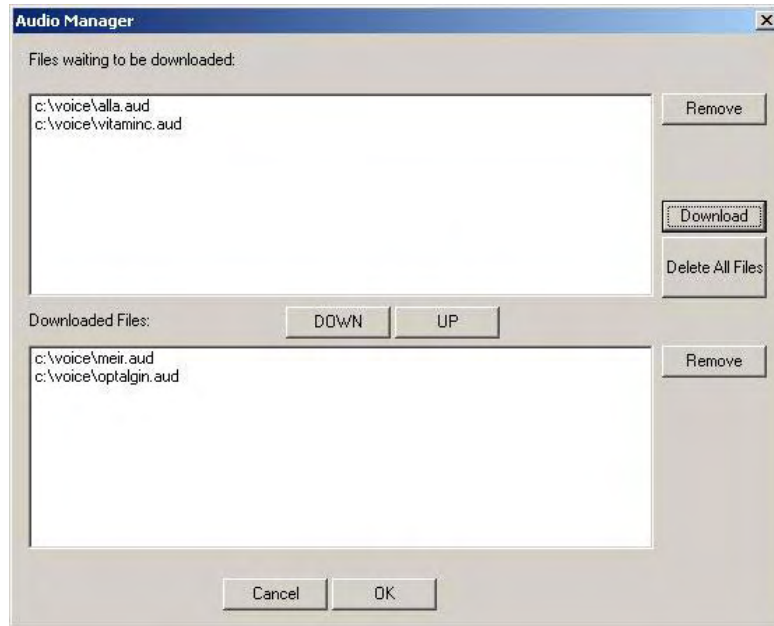 Audio Manager
Files waiting to be downloaded:
c:\voice\alla.aud
c:\voice\vitaminc.aud
Remove
Download
Delete All Files
Downloaded Files:
DOWN
UP
c:\voice\meir.aud
c:\voice\optalgin.aud
Remove
Cancel
OK